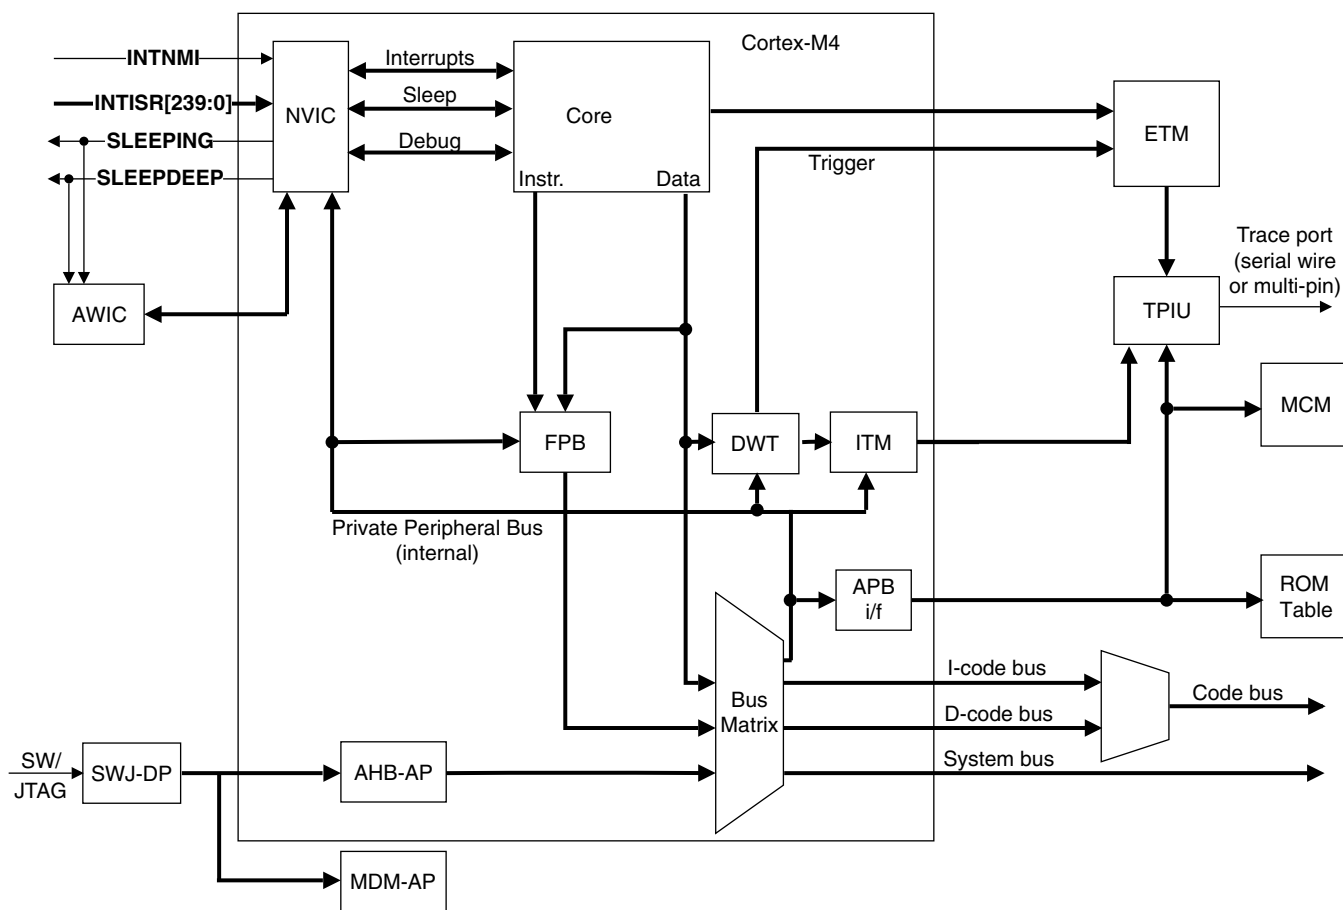 Cortex-M4
INTNMI
INTISR[239:0]
SLEEPING
SLEEPDEEP
NVIC
Interrupts
Sleep
Debug
Core
Instr.
Data
ETM
Trigger
Trace port
(serial wire
or multi-pin)
AWIC
TPIU
MCM
FPB
DWT
ITM
Private Peripheral Bus
(internal)
APB
i/f
ROM
Table
Bus
Matrix
I-code bus
D-code bus
System bus
Code bus
SW/
JTAG
SWJ-DP
AHB-AP
MDM-AP